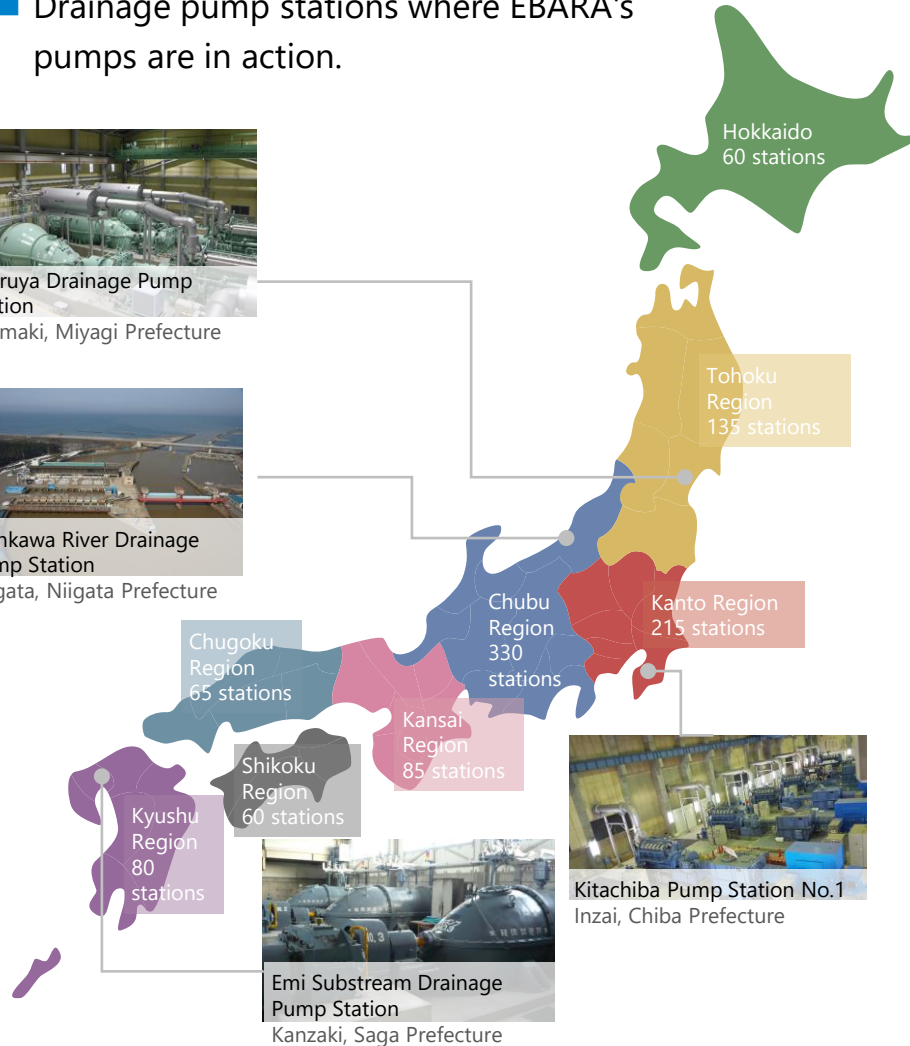 Drainage pump stations where EBARA's
pumps are in action.
Hokkaido
60 stations
Drainage Pump
Miyagi Prefecture
Tohoku
Region
135 stations
River Drainage
Station
Niigata Prefecture
Chubu
Region
330
stations
Kanto Region
215 stations
Chugoku
Region
65 stations
Kansai
Region
85 stations
Shikoku
Region
60 stations
Kyushu
Region
80
stations
Kitachiba Pump Station No.1
Inzai, Chiba Prefecture
NO. 3
Emi Substream Drainage
Pump Station
Kanzaki, Saga Prefecture